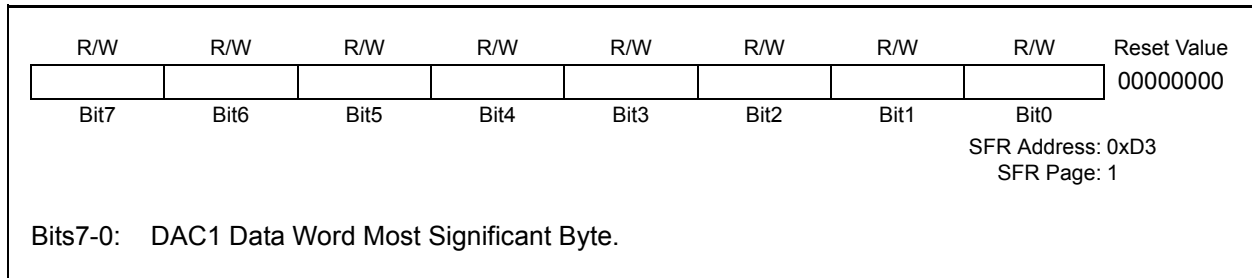 R/W R/W R/W R/W R/W R/W R/W R/W Reset Value
00000000
Bit7 Bit6 Bit5 Bit4 Bit3 Bit2 Bit1 Bit0
SFR Address: 0xD3
SFR Page: 1
Bits7-0: DAC1 Data Word Most Significant Byte.